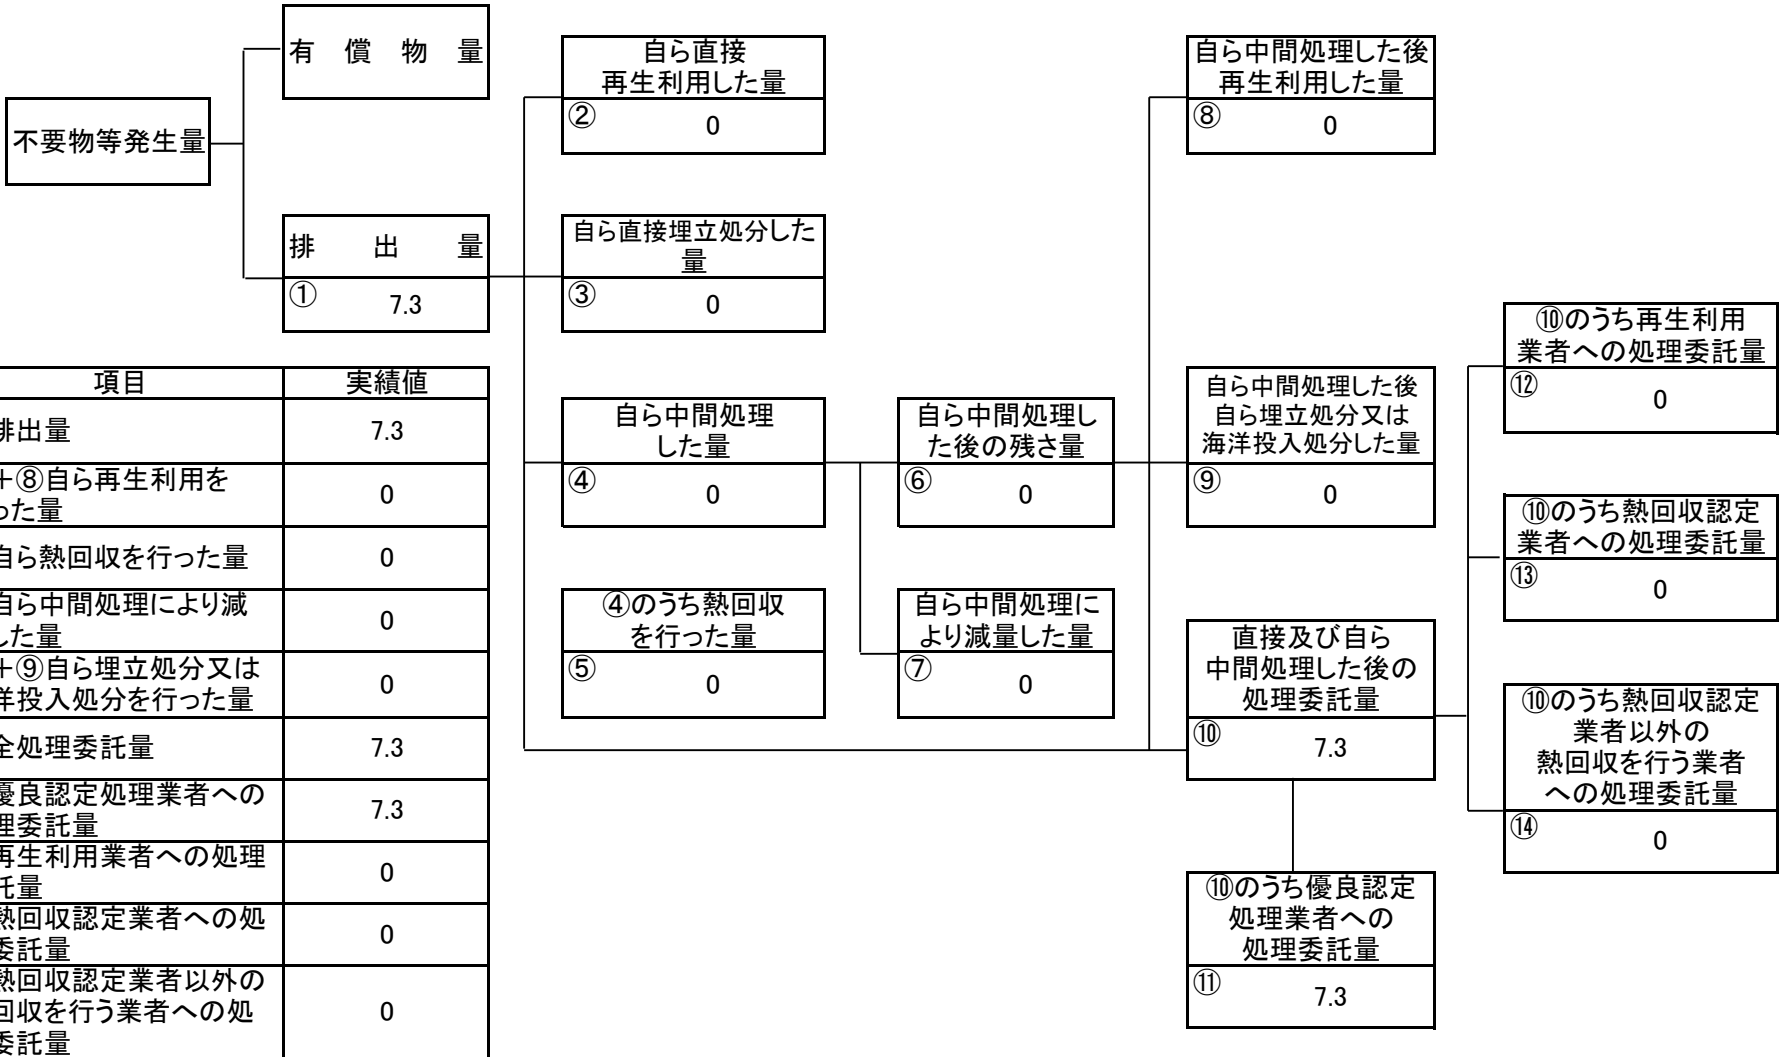 有償物量
不要物等発生量
排出量
①
7.3
自ら直接
再生利用した量
②
0
自ら直接埋立処分した
量
③
0
自ら中間処理
した量
④
0
④のうち熱回収
を行った量
⑤
0
自ら中間処理し
た後の残さ量
⑥
0
自ら中間処理に
より減量した量
⑦
0
自ら中間処理した後
再生利用した量
⑧
0
自ら中間処理した後
自ら埋立処分又は
海洋投入処分した量
⑨
0
直接及び自ら
中間処理した後の
処理委託量
⑩
7.3
⑩のうち優良認定
処理業者への
処理委託量
⑪
7.3
⑩のうち再生利用
業者への処理委託量
⑫
0
⑩のうち熱回収認定
業者への処理委託量
⑬
0
⑩のうち熱回収認定
業者以外の
熱回収を行う業者
への処理委託量
⑭
0
項目 実績値
排出量 7.3
+⑧自ら再生利用を
った量 0
自ら熱回収を行った量 0
自ら中間処理により減
した量 0
+⑨自ら埋立処分又は
洋投入処分を行った量 0
全処理委託量 7.3
優良認定処理業者への
理委託量 7.3
再生利用業者への処理
託量 0
熱回収認定業者への処
委託量 0
熱回収認定業者以外の
回収を行う業者への処
委託量 0